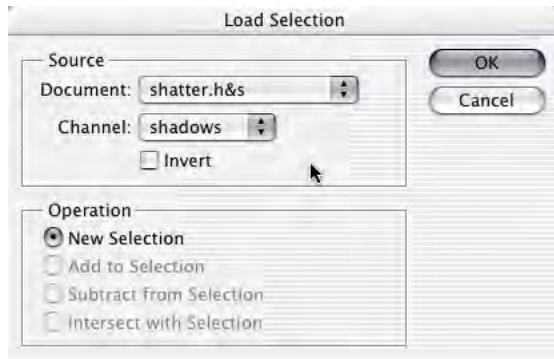 Load Selection
Source
Document: shatter.h&s
Channel: shadows
Invert
OK
Cancel
Operation
New Selection
Add to Selection
Subtract from Selection
Intersect with Selection